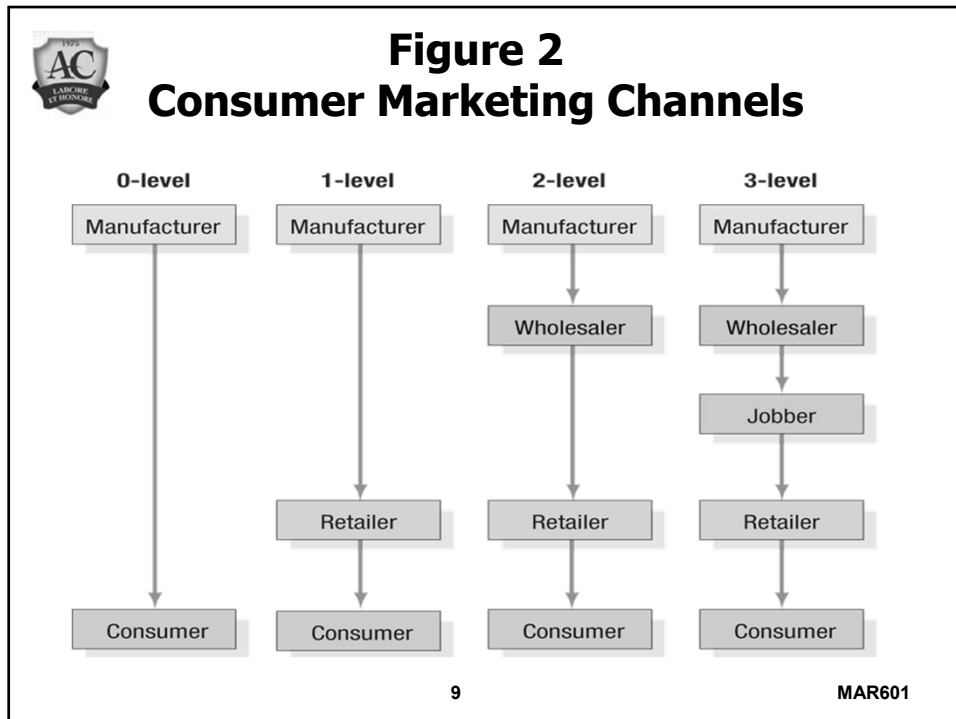 1975
AC
LABORE
ET HONORE
Figure 2
Consumer Marketing Channels
0-level
1-level
2-level
3-level
Manufacturer
Manufacturer
Manufacturer
Manufacturer
Wholesaler
Wholesaler
Jobber
Retailer
Retailer
Retailer
Consumer
Consumer
Consumer
Consumer
9
MAR601